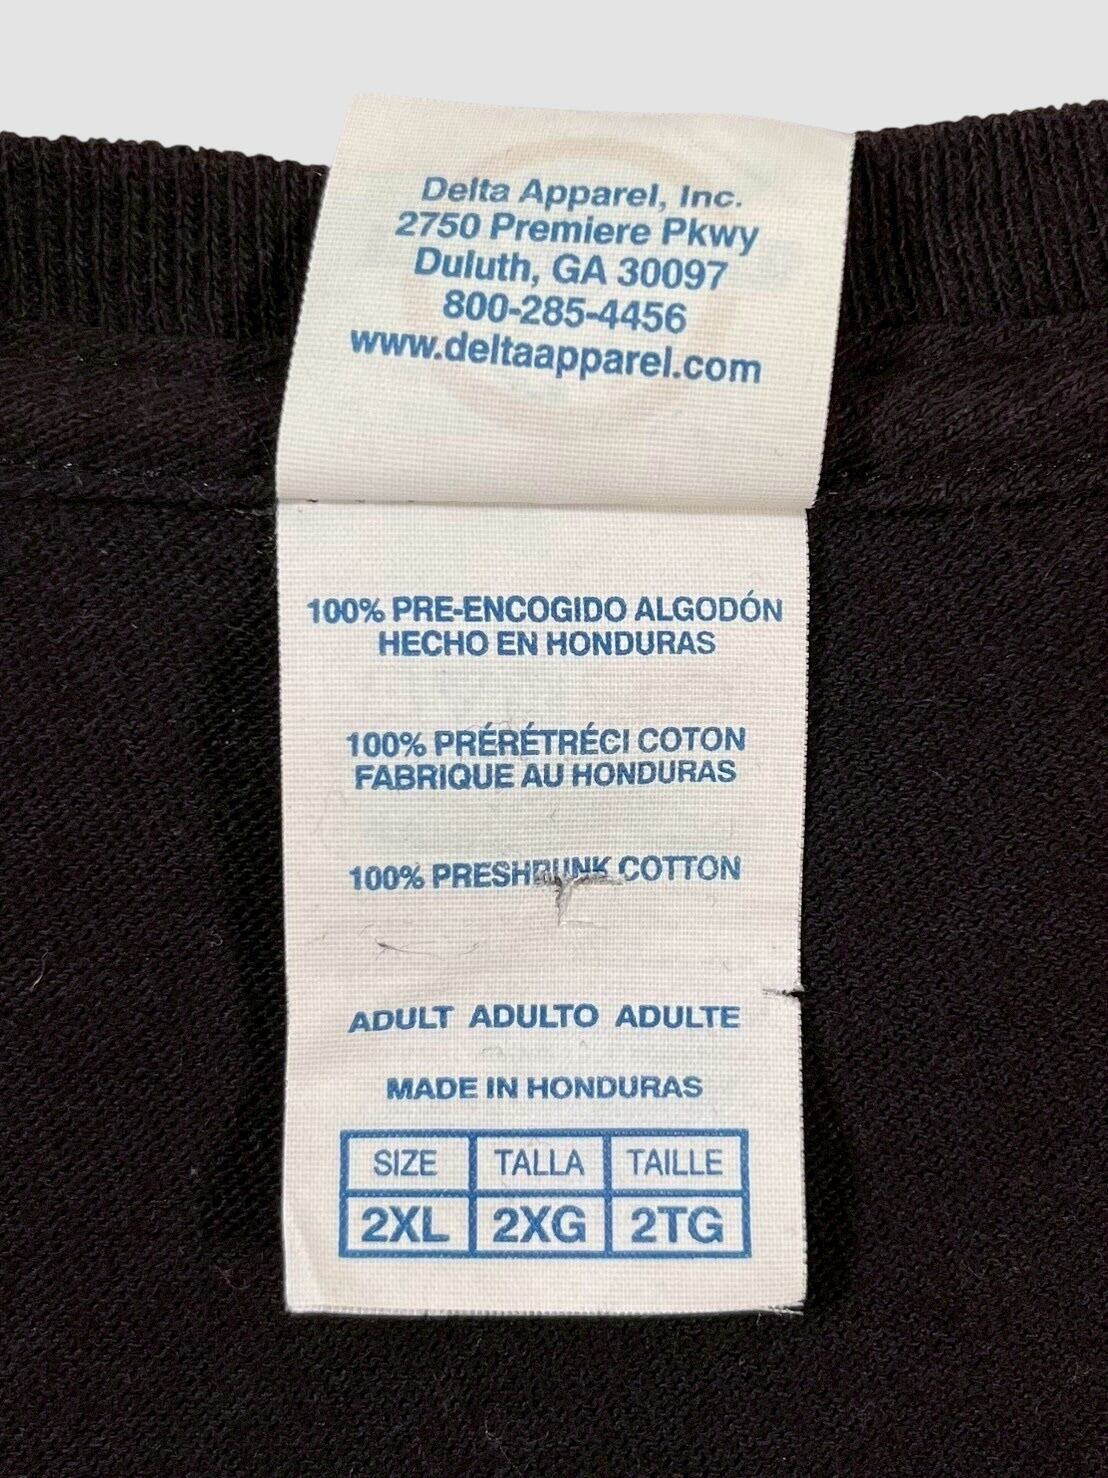 Delta Apparel, Inc.
2750 Premiere Pkwy
Duluth, GA 30097
800-285-4456
www.deltaapparel.com
100% PRE-ENCOGIDO ALGODÓN
HECHO EN HONDURAS
100% PRÉRÉTRÉCI COTON
FABRIQUE AU HONDURAS
100% PRESHRUNK COTTON
ADULT ADULTO ADULTE
MADE IN HONDURAS
SIZE TALLA TAILLE
2XL 2XG 2TG